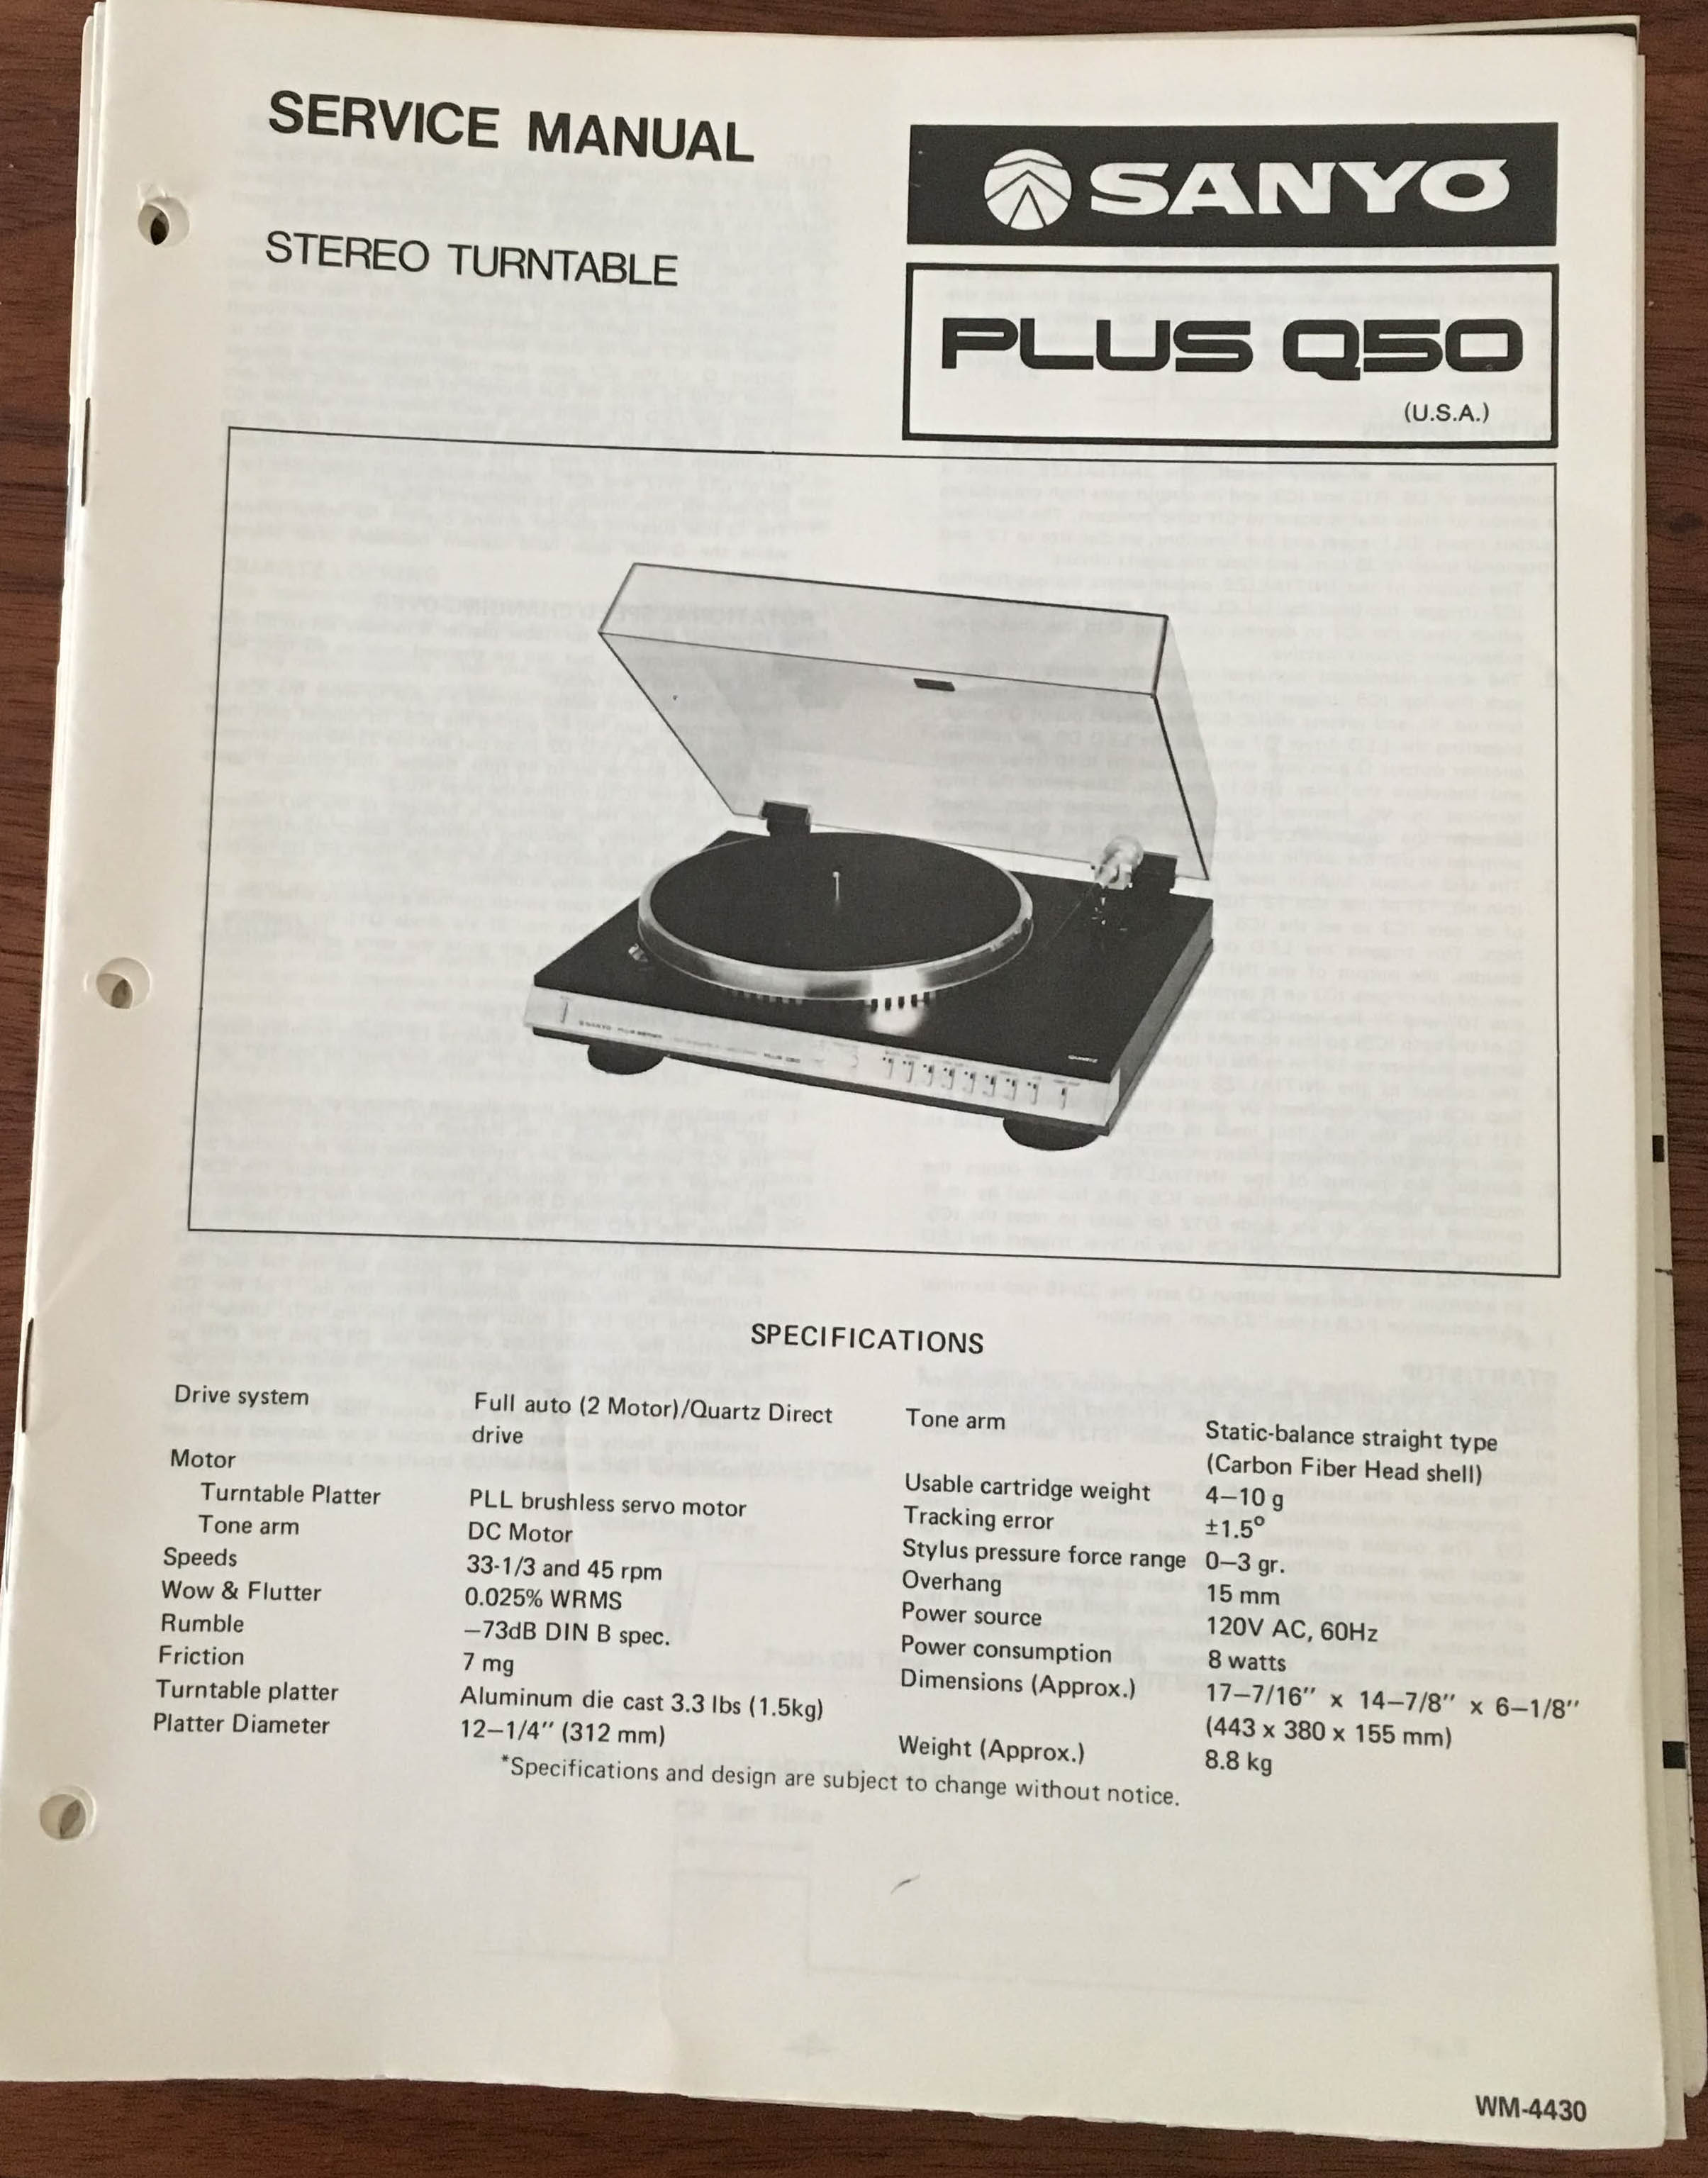 SERVICE MANUAL
STEREO TURNTABLE
SANYO
PLUS Q50
(U.S.A.)
SPECIFICATIONS
Drive system Full auto (2 Motor)/Quartz Direct
drive
Motor
Turntable Platter PLL brushless servo motor
Tone arm DC Motor
Speeds 33-1/3 and 45 rpm
Wow & Flutter 0.025% WRMS
Rumble –73dB DIN B spec.
Friction 7 mg
Turntable platter Aluminum die cast 3.3 lbs (1.5kg)
Platter Diameter 12–1/4″ (312 mm)
Tone arm Static-balance straight type
(Carbon Fiber Head shell)
Usable cartridge weight 4–10 g
Tracking error ±1.5°
Stylus pressure force range 0–3 gr.
Overhang 15 mm
Power source 120V AC, 60Hz
Power consumption 8 watts
Dimensions (Approx.) 17–7/16″ x 14–7/8″ x 6–1/8″
(443 x 380 x 155 mm)
Weight (Approx.) 8.8 kg
*Specifications and design are subject to change without notice.
WM-4430